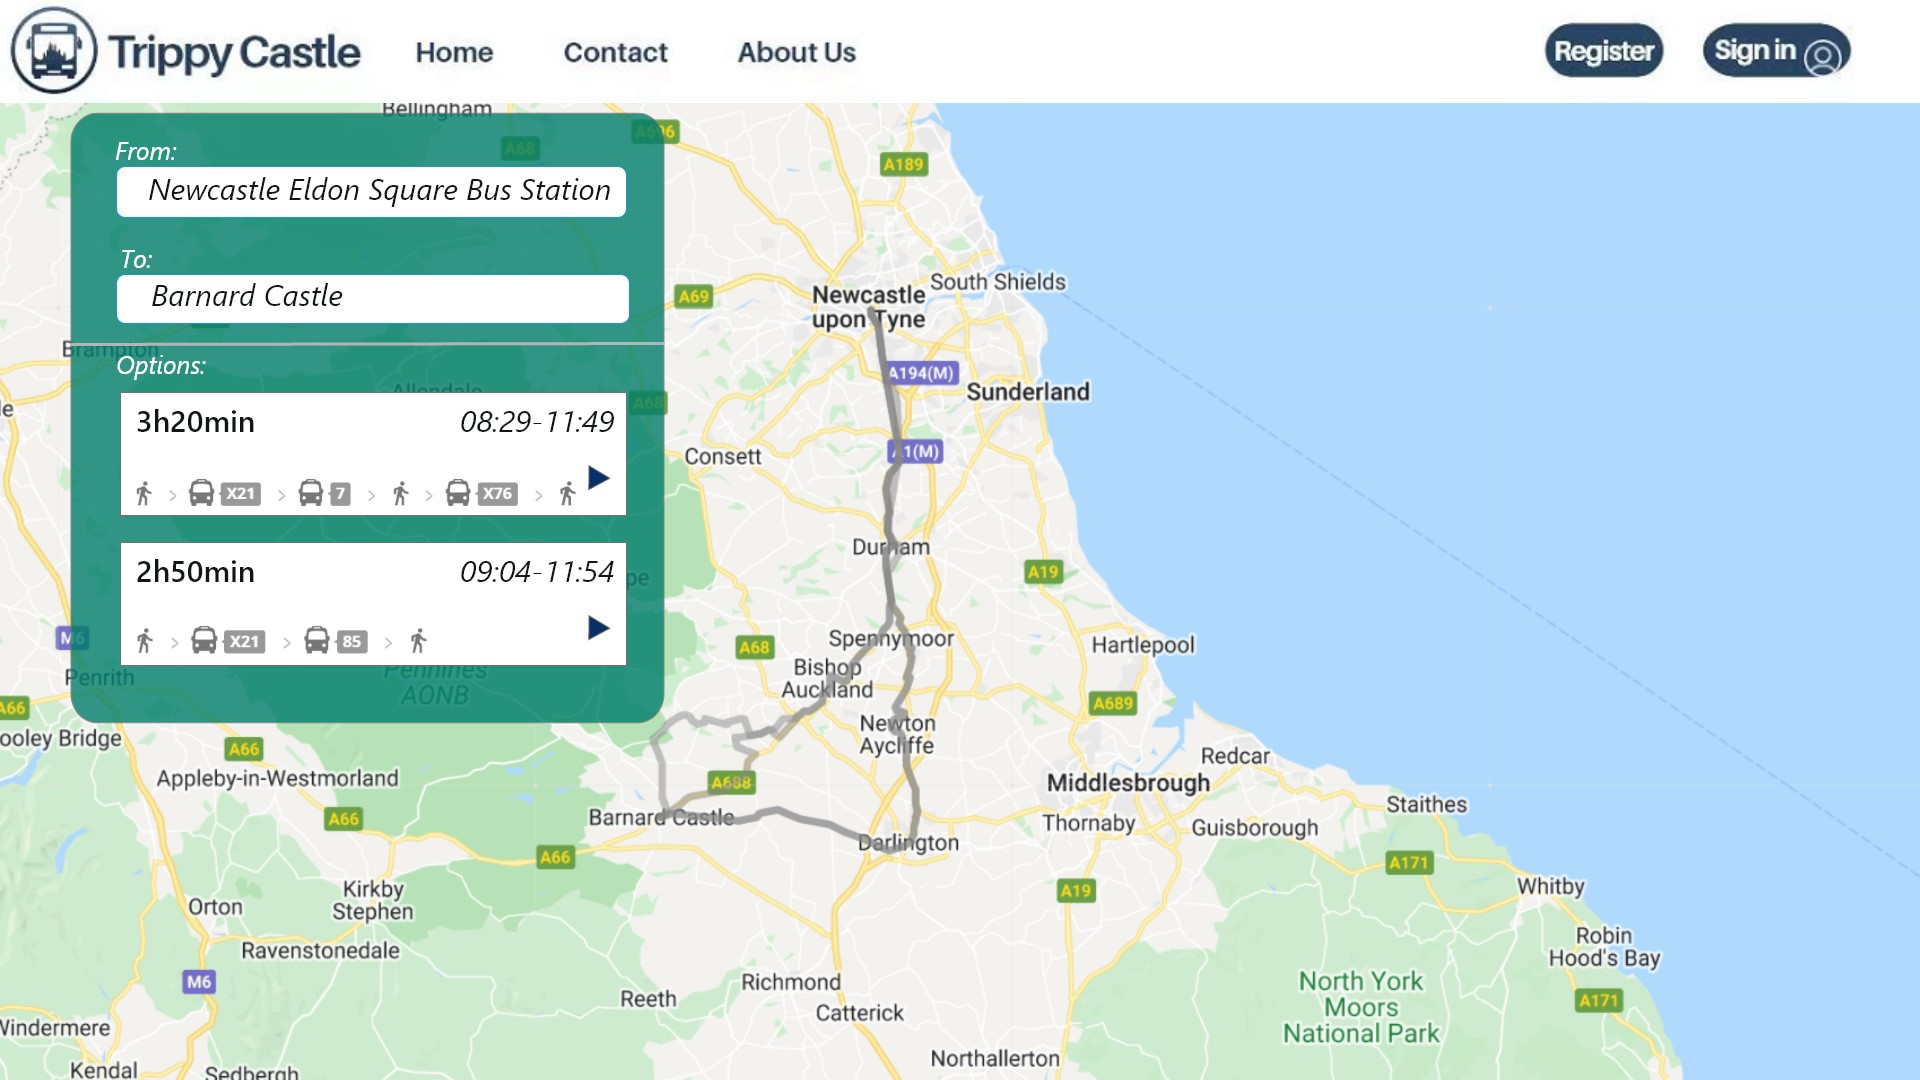 Trippy Castle
Home
Contact
About Us
Register
Sign in
From:
Newcastle Eldon Square Bus Station
To:
Barnard Castle
Options:
3h20min
08:29-11:49
X21
7
X76
2h50min
09:04-11:54
X21
85
Bellingham
A696
A68
A189
A69
Newcastle
upon Tyne
South Shields
Brampton
Allendale
A68
A194(M)
Sunderland
A1(M)
Consett
Durham
A19
M6
A68
Spennymoor
Hartlepool
Penrith
Pennines
AONB
Bishop
Auckland
A66
A689
Newton
Aycliffe
ooley Bridge
A66
Redcar
Appleby-in-Westmorland
A688
Middlesbrough
Staithes
A66
Barnard Castle
Thornaby
Guisborough
Darlington
A66
A171
Kirkby
Stephen
A19
Whitby
Orton
Ravenstonedale
Robin
Hood's Bay
M6
Richmond
North York
Moors
National Park
Reeth
A171
Catterick
Windermere
Northallerton
Kendal
Sedbergh